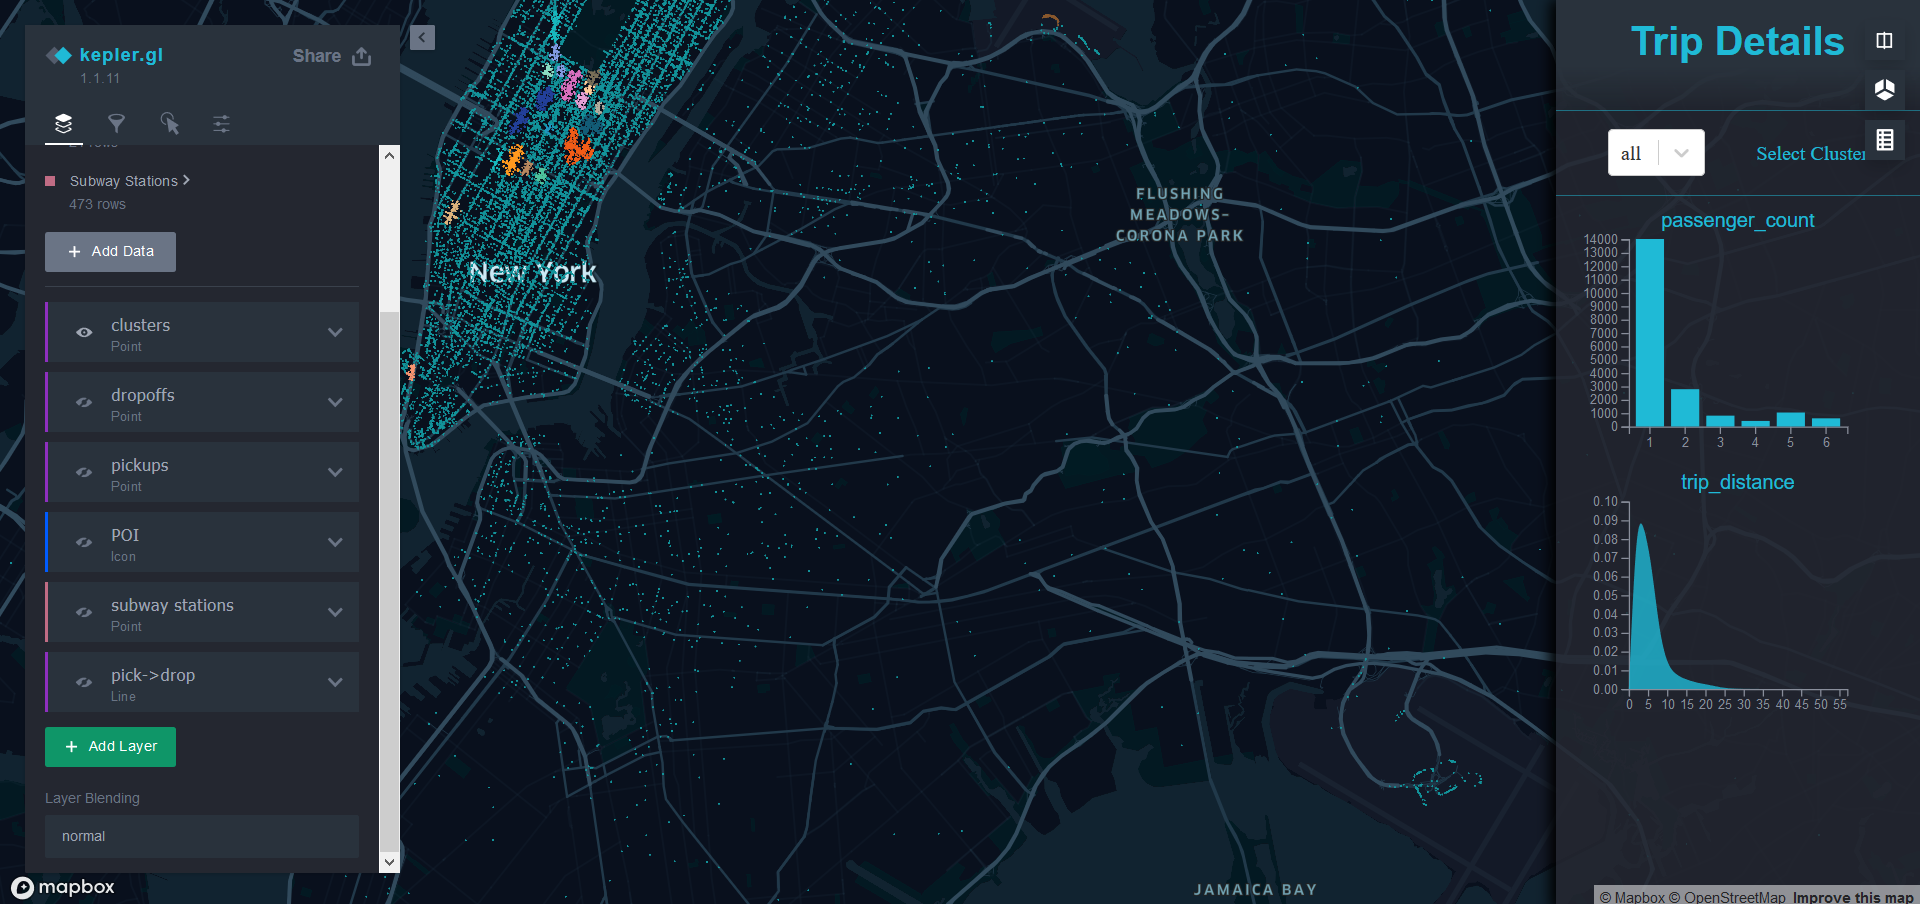 kepler.gl
1.1.11
Share
Subway Stations
473 rows
+ Add Data
clusters
Point
dropoffs
Point
pickups
Point
POI
Icon
subway stations
Point
pick->drop
Line
+ Add Layer
Layer Blending
normal
mapbox
New York
FLUSHING
MEADOWS-
CORONA PARK
JAMAICA BAY
Trip Details
all
Select Cluster
passenger_count
14000
13000
12000
11000
10000
9000
8000
7000
6000
5000
4000
3000
2000
1000
0
1 2 3 4 5 6
trip_distance
0.10
0.09
0.08
0.07
0.06
0.05
0.04
0.03
0.02
0.01
0.00
0 5 10 15 20 25 30 35 40 45 50 55
© Mapbox © OpenStreetMap Improve this map